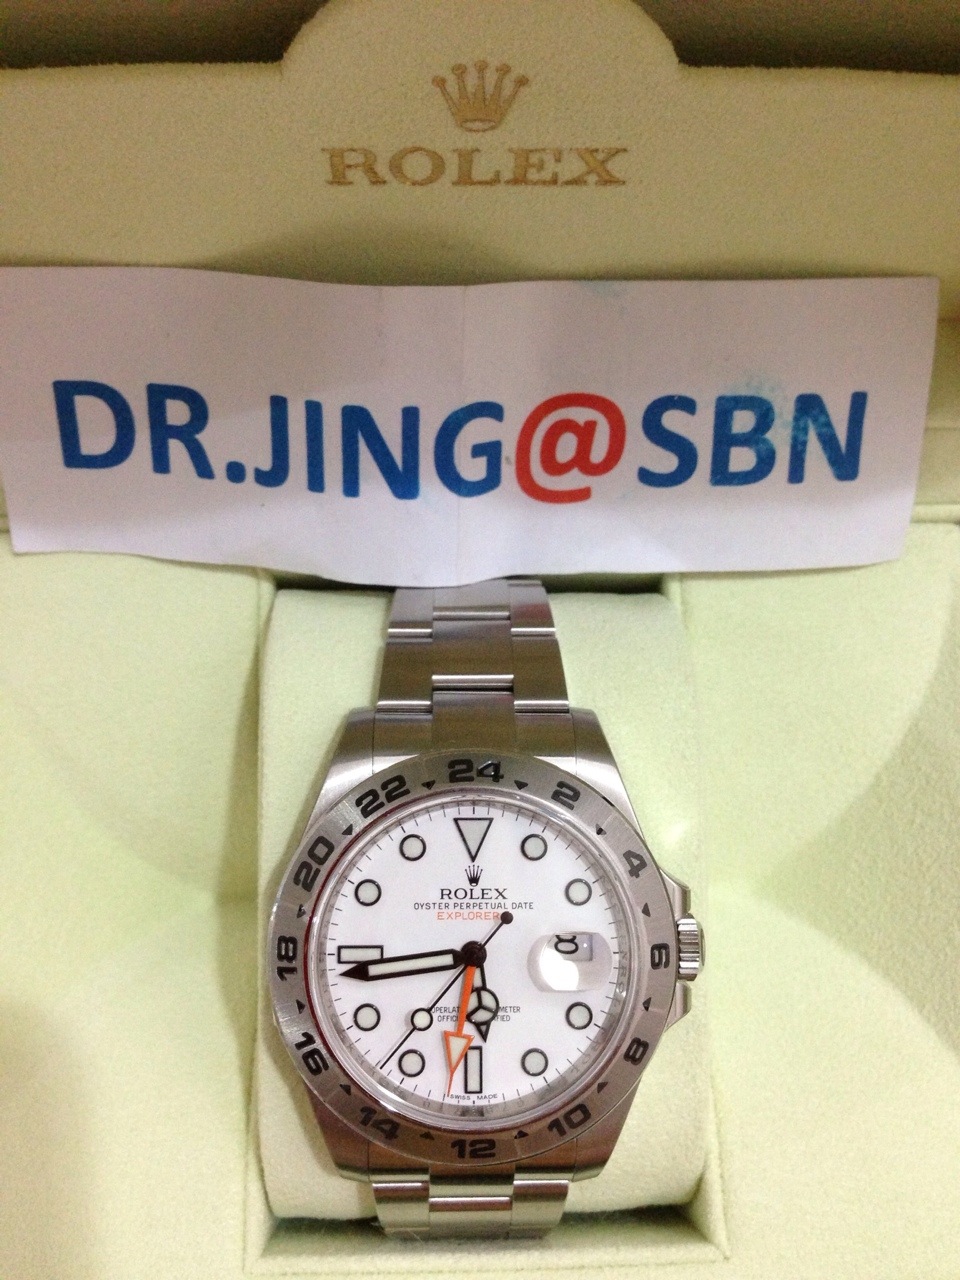 ROLEX
DR.JING@SBN
24
22 2
20 4
ROLEX
OYSTER PERPETUAL DATE
EXPLORER
18 6
16 8
SWISS MADE
14 10
12